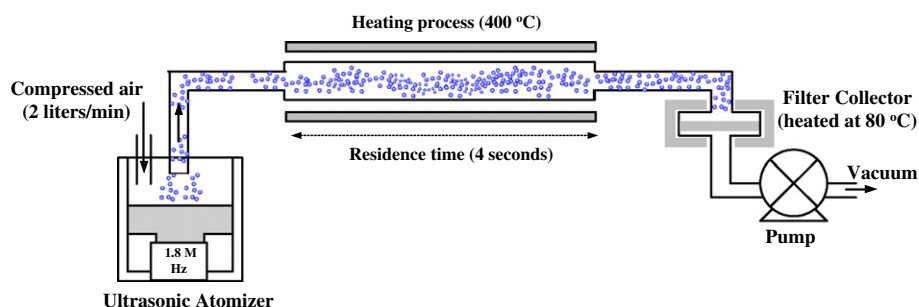 Heating process (400 °C)
Compressed air
(2 liters/min)
Residence time (4 seconds)
Filter Collector
(heated at 80 °C)
Vacuum
Pump
1.8 M
Hz
Ultrasonic Atomizer